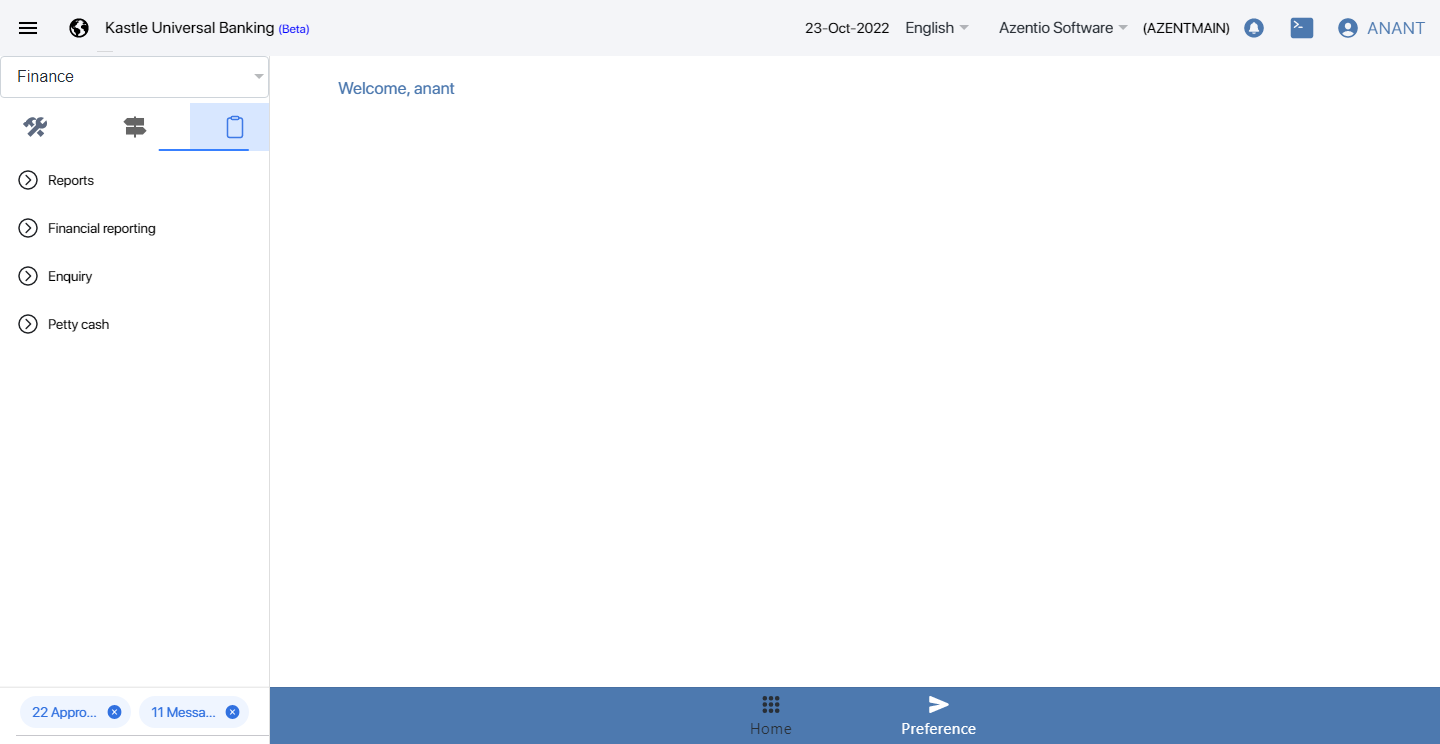 Kastle Universal Banking (Beta)
23-Oct-2022 English Azentio Software (AZENTMAIN) ANANT
Finance
Welcome, anant
Reports
Financial reporting
Enquiry
Petty cash
22 Appro... 11 Messa...
Home
Preference